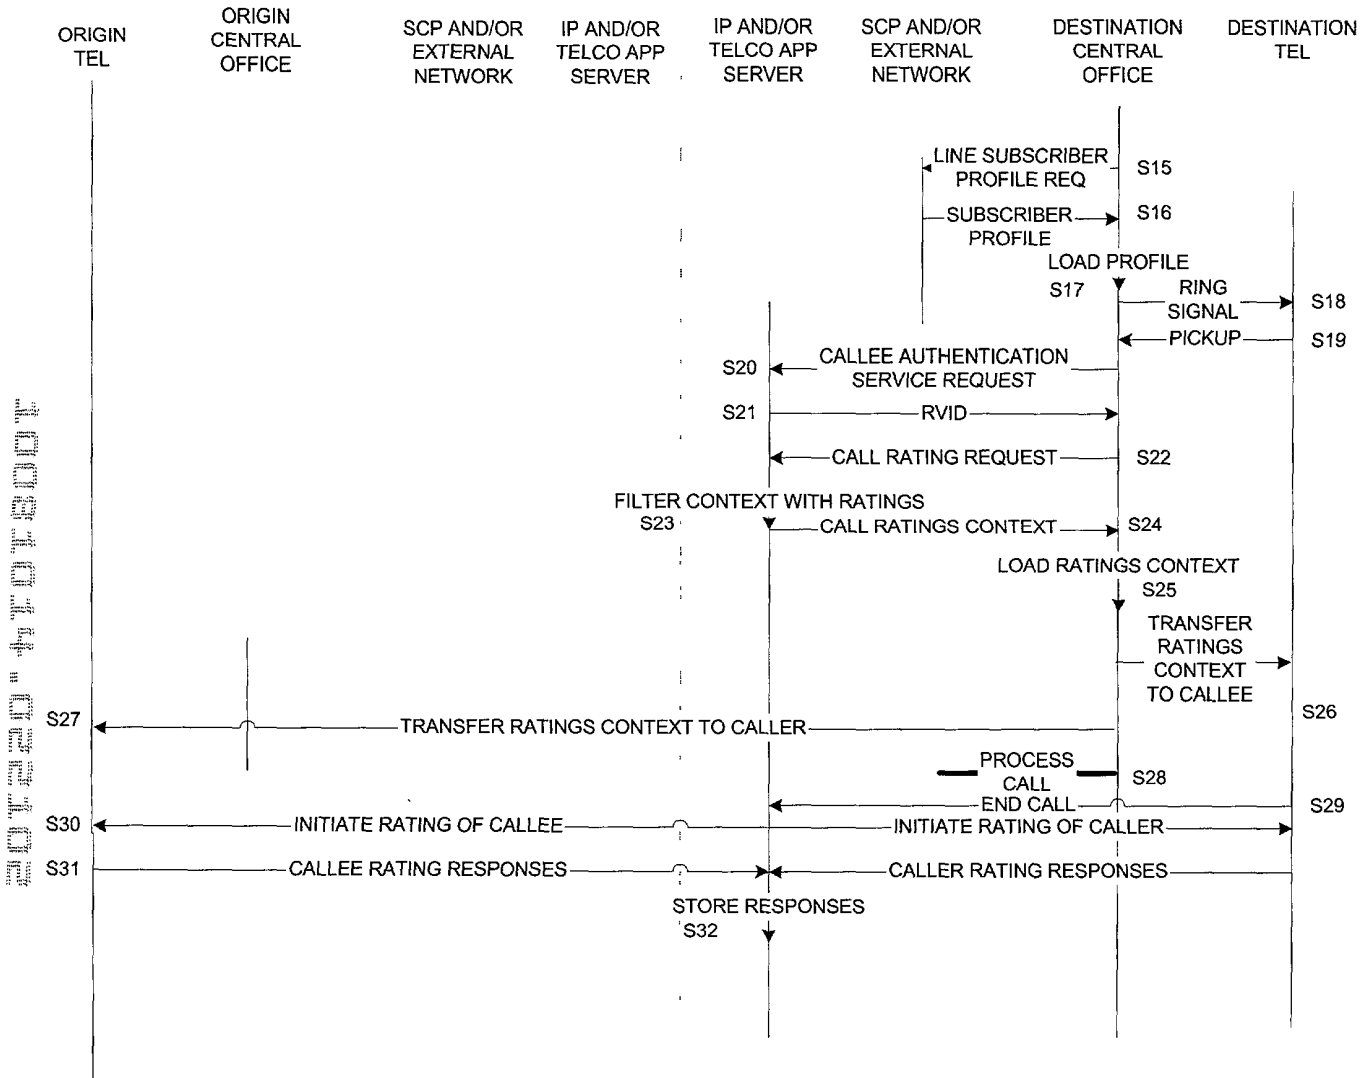 ORIGIN
TEL
ORIGIN
CENTRAL
OFFICE
SCP AND/OR
EXTERNAL
NETWORK
IP AND/OR
TELCO APP
SERVER
IP AND/OR
TELCO APP
SERVER
SCP AND/OR
EXTERNAL
NETWORK
DESTINATION
CENTRAL
OFFICE
DESTINATION
TEL
LINE SUBSCRIBER
PROFILE REQ
S15
SUBSCRIBER
PROFILE
S16
LOAD PROFILE
S17
RING
SIGNAL
S18
PICKUP
S19
S20
CALLEE AUTHENTICATION
SERVICE REQUEST
S21
RVID
CALL RATING REQUEST
S22
FILTER CONTEXT WITH RATINGS
S23
CALL RATINGS CONTEXT
S24
LOAD RATINGS CONTEXT
S25
TRANSFER
RATINGS
CONTEXT
TO CALLEE
S26
S27
TRANSFER RATINGS CONTEXT TO CALLER
PROCESS
CALL
S28
END CALL
S29
S30
INITIATE RATING OF CALLEE
INITIATE RATING OF CALLER
S31
CALLEE RATING RESPONSES
CALLER RATING RESPONSES
STORE RESPONSES
S32
10081014.022102